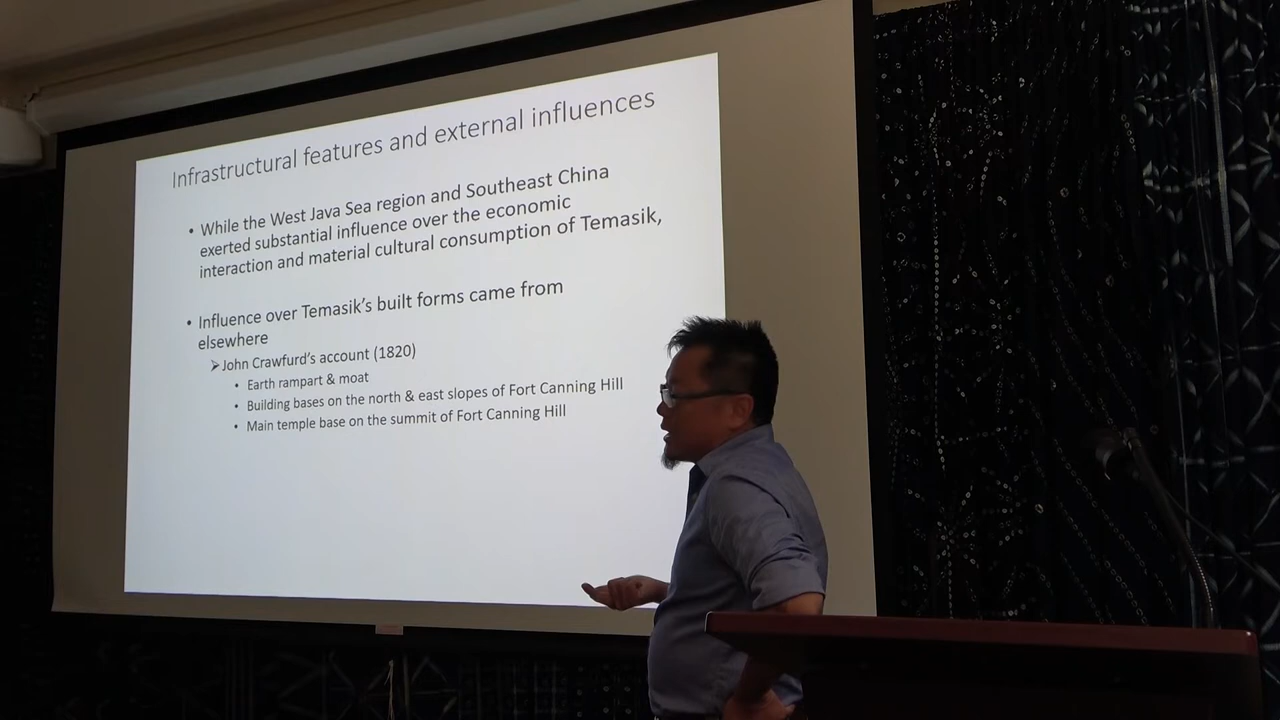 Infrastructural features and external influences
• While the West Java Sea region and Southeast China
exerted substantial influence over the economic
interaction and material cultural consumption of Temasik,
• Influence over Temasik's built forms came from
elsewhere
➢John Crawfurd's account (1820)
• Earth rampart & moat
• Building bases on the north & east slopes of Fort Canning Hill
• Main temple base on the summit of Fort Canning Hill